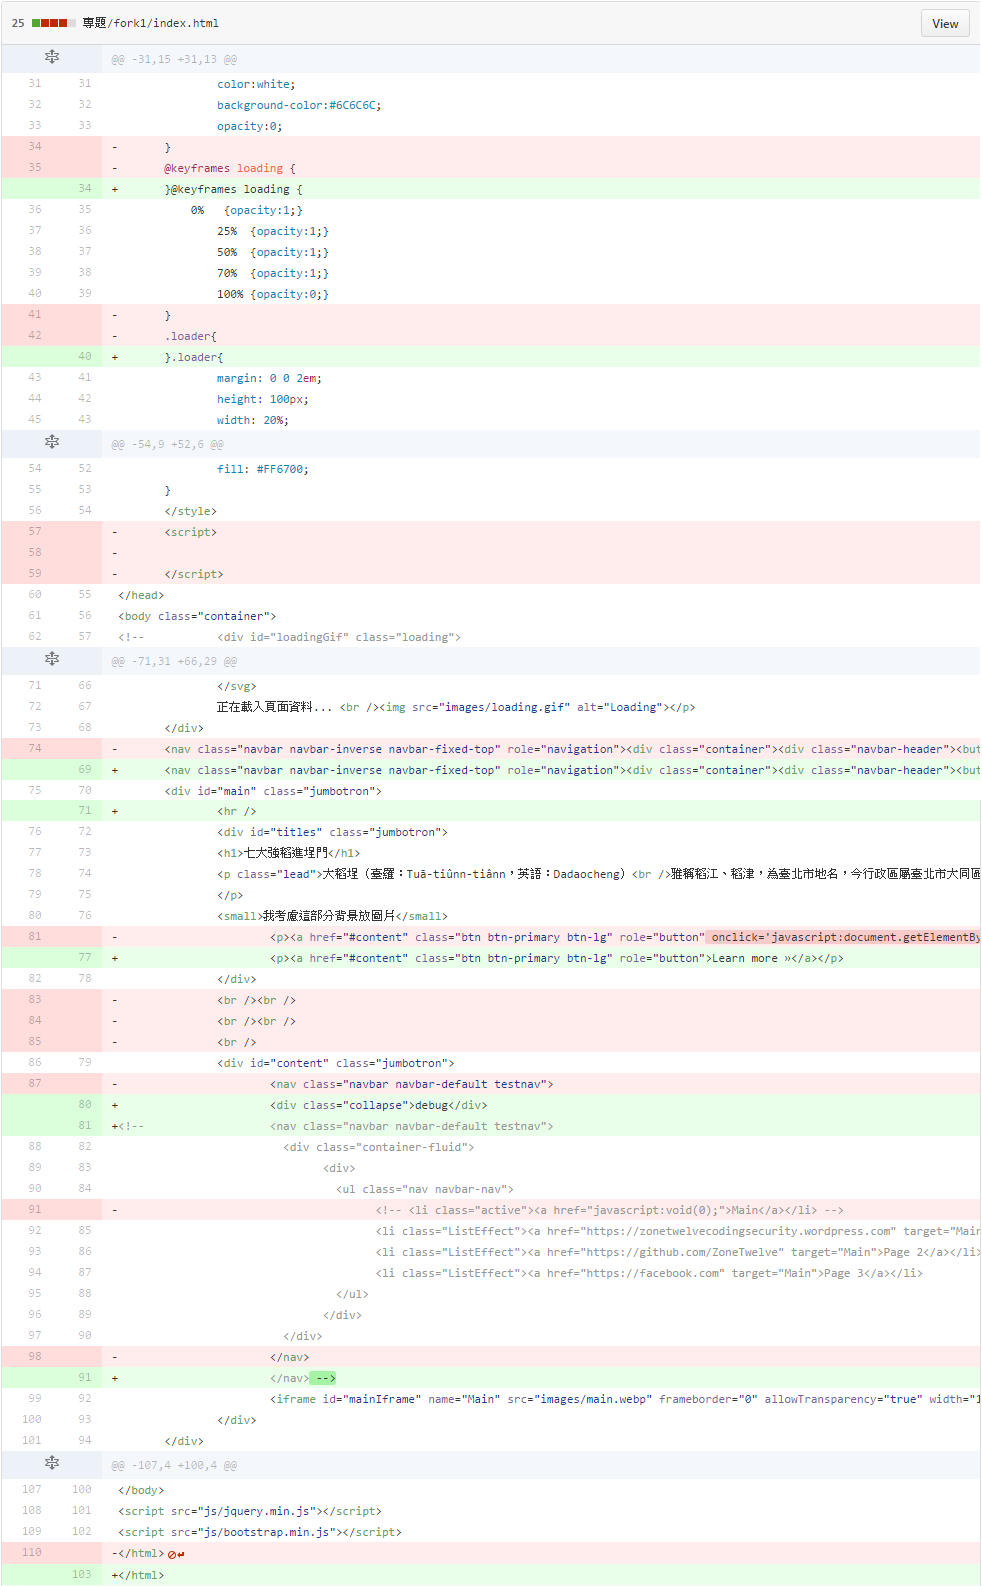 25 專題/fork1/index.html View
@@ -31,15 +31,13 @@
31 31 color:white;
32 32 background-color:#6C6C6C;
33 33 opacity:0;
34 - }
35 - @keyframes loading {
34 + }@keyframes loading {
36 35 0% {opacity:1;}
37 36 25% {opacity:1;}
38 37 50% {opacity:1;}
39 38 70% {opacity:1;}
40 39 100% {opacity:0;}
41 - }
42 - .loader{
40 + }.loader{
43 41 margin: 0 0 2em;
44 42 height: 100px;
45 43 width: 20%;
@@ -54,9 +52,6 @@
54 52 fill: #FF6700;
55 53 }
56 54 </style>
57 - <script>
58 -
59 - </script>
60 55 </head>
61 56 <body class="container">
62 57 <!-- <div id="loadingGif" class="loading">
@@ -71,31 +66,29 @@
71 66 </svg>
72 67 正在載入頁面資料... <br /><img src="images/loading.gif" alt="Loading"></p>
73 68 </div>
74 - <nav class="navbar navbar-inverse navbar-fixed-top" role="navigation"><div class="container"><div class="navbar-header"><but
69 + <nav class="navbar navbar-inverse navbar-fixed-top" role="navigation"><div class="container"><div class="navbar-header"><but
75 70 <div id="main" class="jumbotron">
71 + <hr />
76 72 <div id="titles" class="jumbotron">
77 73 <h1>七大強稻進埕門</h1>
78 74 <p class="lead">大稻埕（臺羅：Tuā-tiûnn-tiânn，英語：Dadaocheng）<br />雅稱稻江、稻津，為臺北市地名，今行政區屬臺北市大同區
79 75 </p>
80 76 <small>我考慮這部分背景放圖片</small>
81 - <p><a href="#content" class="btn btn-primary btn-lg" role="button" onclick='javascript:document.getElementBy
77 + <p><a href="#content" class="btn btn-primary btn-lg" role="button">Learn more »</a></p>
82 78 </div>
83 - <br /><br />
84 - <br /><br />
85 - <br />
86 79 <div id="content" class="jumbotron">
87 - <nav class="navbar navbar-default testnav">
80 + <div class="collapse">debug</div>
81 +<!-- <nav class="navbar navbar-default testnav">
88 82 <div class="container-fluid">
89 83 <div>
90 84 <ul class="nav navbar-nav">
91 - <!-- <li class="active"><a href="javascript:void(0);">Main</a></li> -->
92 85 <li class="ListEffect"><a href="https://zonetwelvecodingsecurity.wordpress.com" target="Main
93 86 <li class="ListEffect"><a href="https://github.com/ZoneTwelve" target="Main">Page 2</a></li>
94 87 <li class="ListEffect"><a href="https://facebook.com" target="Main">Page 3</a></li>
95 88 </ul>
96 89 </div>
97 90 </div>
98 - </nav>
91 + </nav> -->
99 92 <iframe id="mainIframe" name="Main" src="images/main.webp" frameborder="0" allowTransparency="true" width="1
100 93 </div>
101 94 </div>
@@ -107,4 +100,4 @@
107 100 </body>
108 101 <script src="js/jquery.min.js"></script>
109 102 <script src="js/bootstrap.min.js"></script>
110 -</html>
103 +</html>